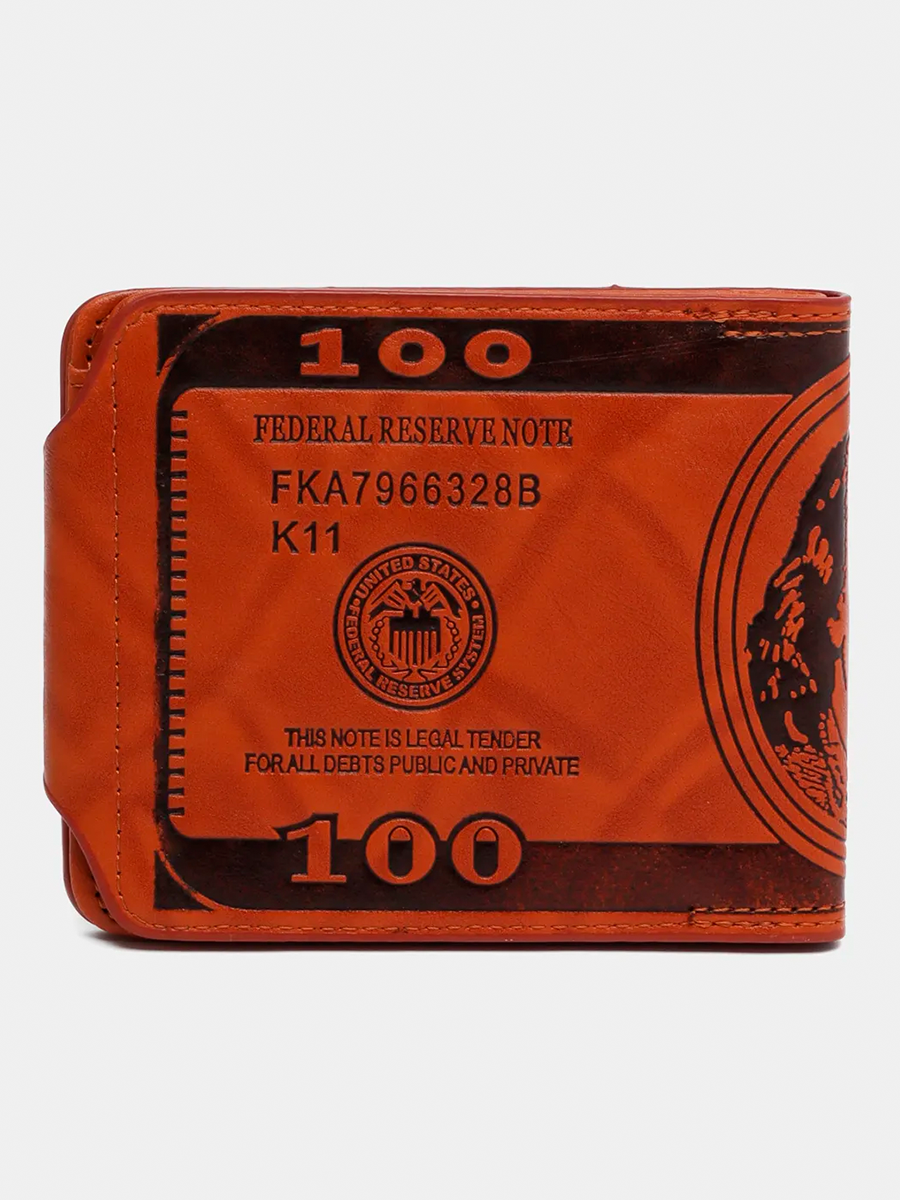 100
FEDERAL RESERVE NOTE
FKA7966328B
K11
UNITED STATES
FEDERAL RESERVE SYSTEM
THIS NOTE IS LEGAL TENDER
FOR ALL DEBTS PUBLIC AND PRIVATE
100